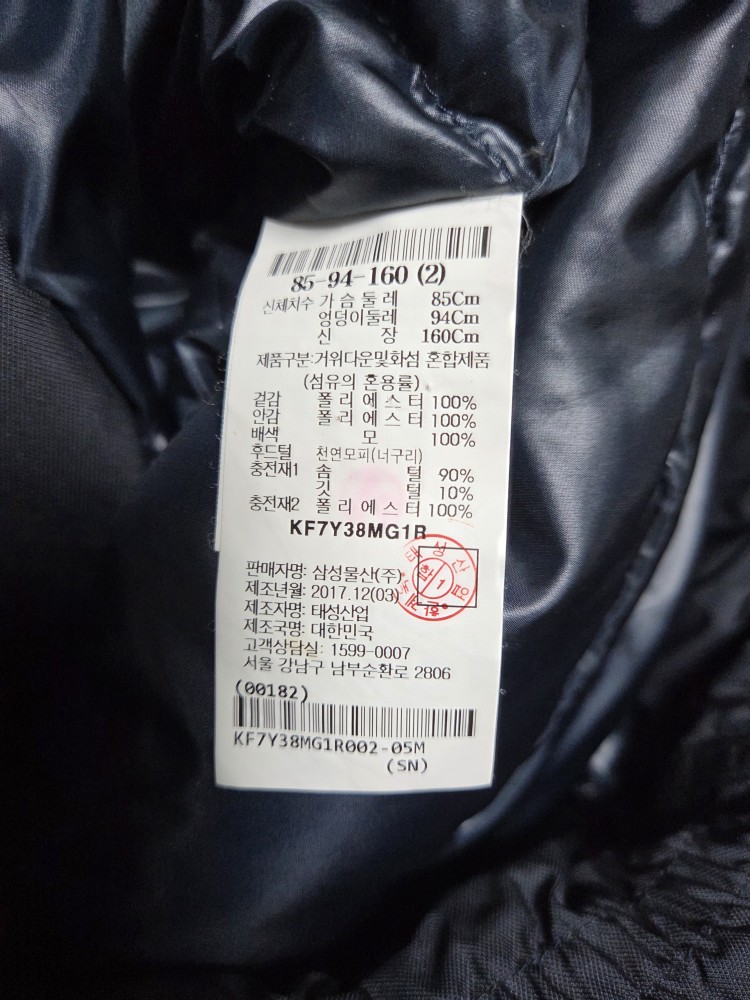 85-94-160 (2)
신체치수 가 슴 둘 레 85Cm
엉덩이둘레 94Cm
신 장 160Cm
제품구분:거위다운및화섬 혼합제품
(섬유의 혼용률)
겉감 폴 리 에 스 터 100%
안감 폴 리 에 스 터 100%
배색 모 100%
후드털 천연모피(너구리)
충전재1 솜 털 90%
깃 털 10%
충전재2 폴 리 에 스 터 100%
KF7Y38MG1R
판매자명: 삼성물산(주)
제조년월: 2017.12(03)
제조자명: 태성산업
제조국명: 대한민국
고객상담실: 1599-0007
서울 강남구 남부순환로 2806
(00182)
KF7Y38MG1R002-05M
(SN)
1